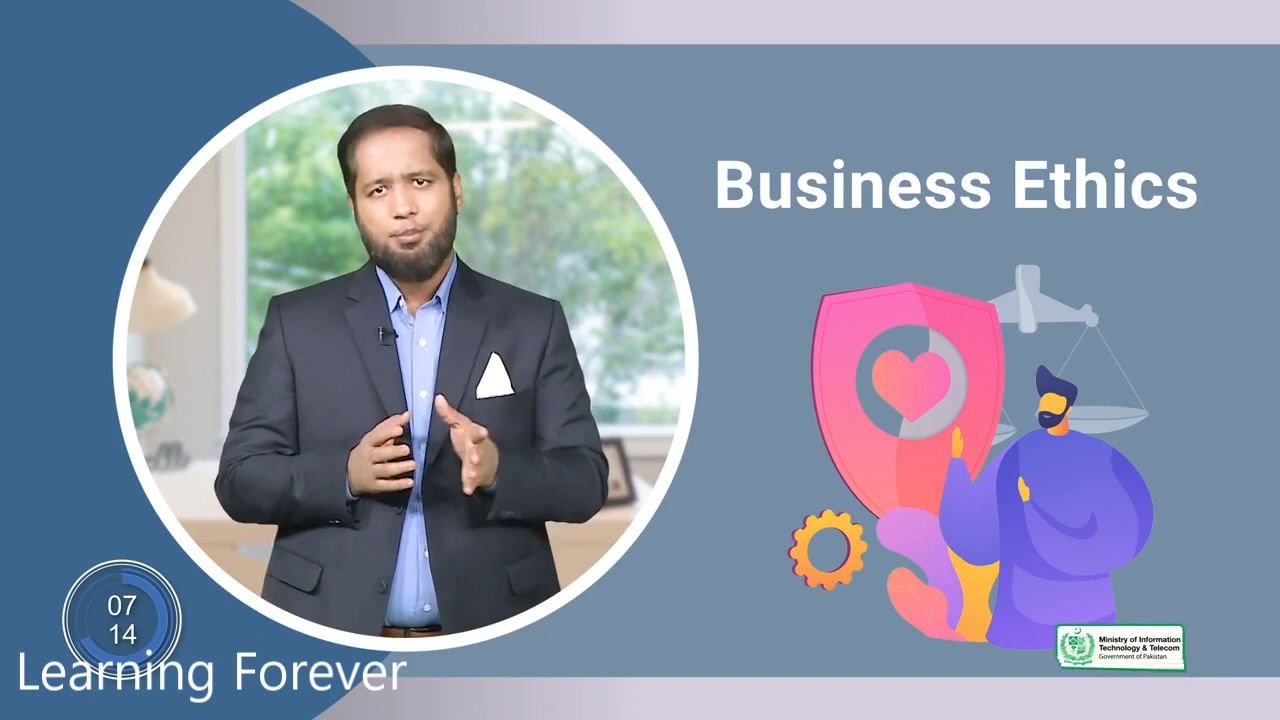 Business Ethics
07
14
Learning Forever
Ministry of Information
Technology & Telecom
Government of Pakistan